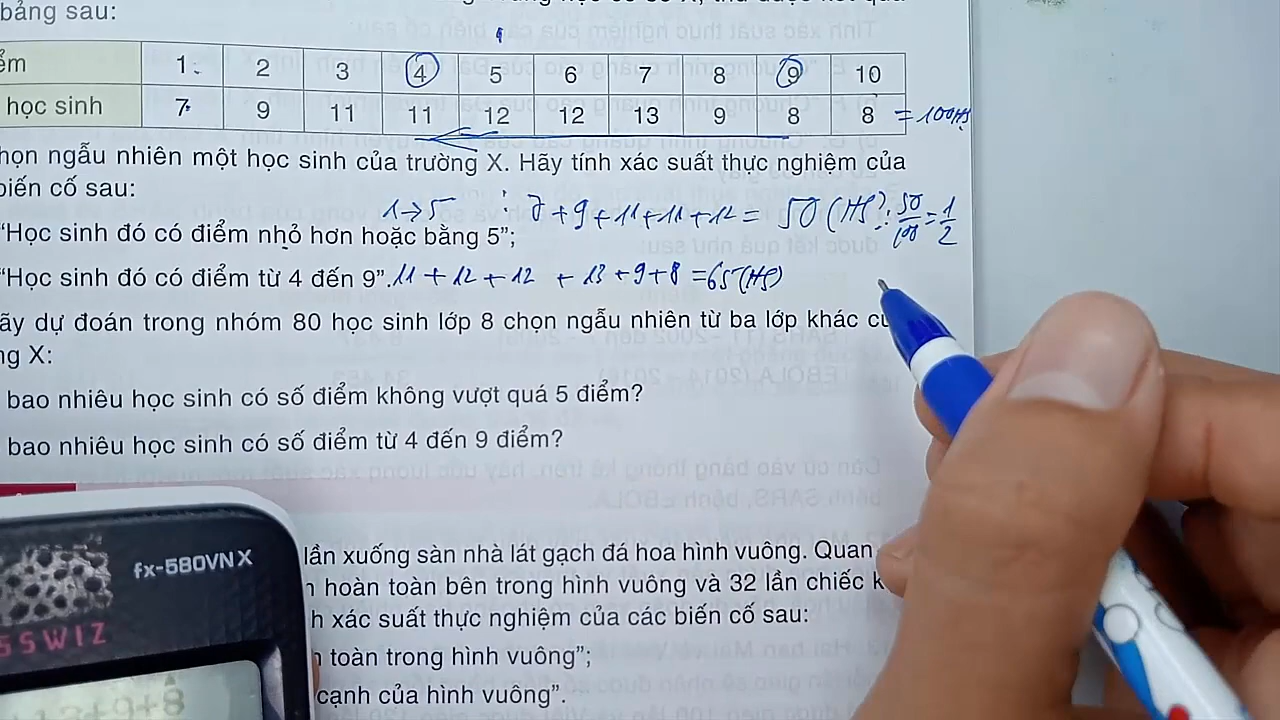 bảng sau:
ểm 1 2 3 4 5 6 7 8 9 10
học sinh 7 9 11 11 12 12 13 9 8 8 = 100HS
họn ngẫu nhiên một học sinh của trường X. Hãy tính xác suất thực nghiệm của
biến cố sau:
1→5 : 7+9+11+11+12= 50 (HS): 50/100=1/2
“Học sinh đó có điểm nhỏ hơn hoặc bằng 5”;
“Học sinh đó có điểm từ 4 đến 9”. 11+12+12 +13+9+8=65(HS)
ãy dự đoán trong nhóm 80 học sinh lớp 8 chọn ngẫu nhiên từ ba lớp khác củ
ng X:
bao nhiêu học sinh có số điểm không vượt quá 5 điểm?
bao nhiêu học sinh có số điểm từ 4 đến 9 điểm?
fx-580VN X
SSWIZ
13+9+8
lần xuống sàn nhà lát gạch đá hoa hình vuông. Quan
n hoàn toàn bên trong hình vuông và 32 lần chiếc k
h xác suất thực nghiệm của các biến cố sau:
n toàn trong hình vuông”;
cạnh của hình vuông”.